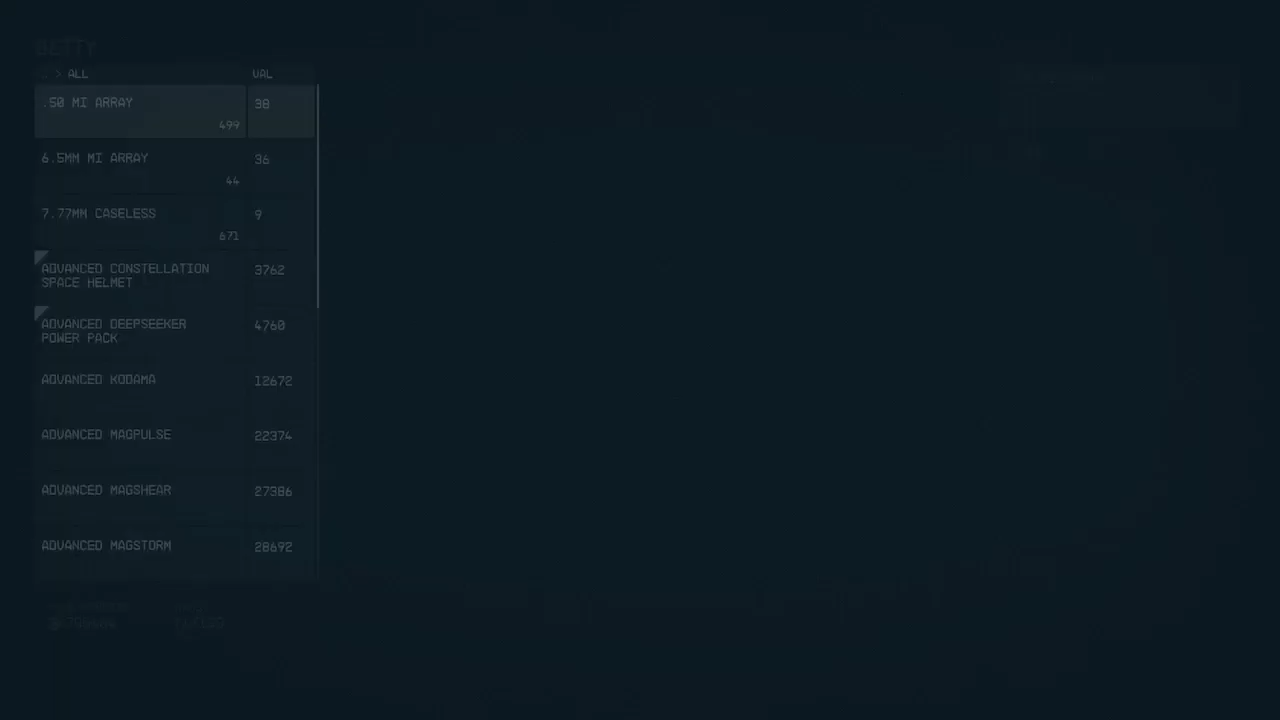 BETTY
> ALL VAL
.50 MI ARRAY 38
499
6.5MM MI ARRAY 36
44
7.77MM CASELESS 9
671
ADVANCED CONSTELLATION
SPACE HELMET 3762
ADVANCED DEEPSEEKER
POWER PACK 4760
ADVANCED KODAMA 12672
ADVANCED MAGPULSE 22374
ADVANCED MAGSHEAR 27386
ADVANCED MAGSTORM 28692